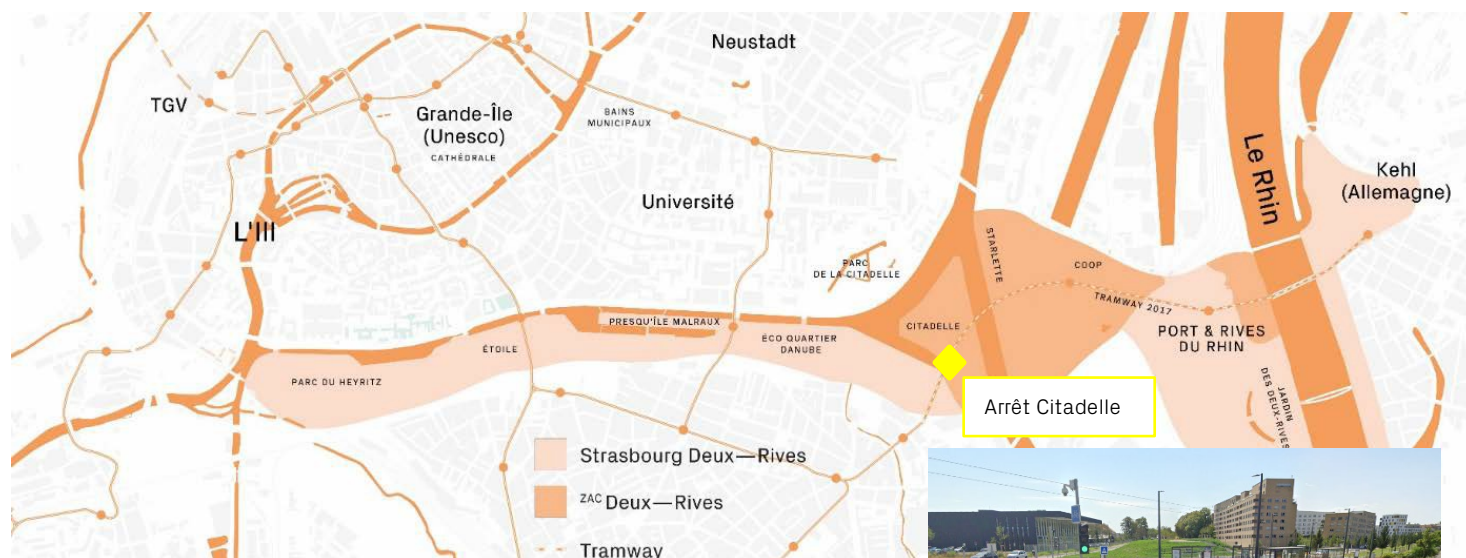 Neustadt
TGV
Grande-Île
(Unesco)
CATHÉDRALE
BAINS
MUNICIPAUX
Le Rhin
Kehl
(Allemagne)
Université
L'Ill
STARLETTE
PARC
DE LA CITADELLE
COOP
TRAMWAY 2017
PRESQU'ÎLE MALRAUX
CITADELLE
PORT & RIVES
DU RHIN
ÉCO QUARTIER
DANUBE
ÉTOILE
PARC DU HEYRITZ
JARDIN
DES DEUX-RIVES
Arrêt Citadelle
Strasbourg Deux—Rives
ZAC Deux—Rives
Tramway